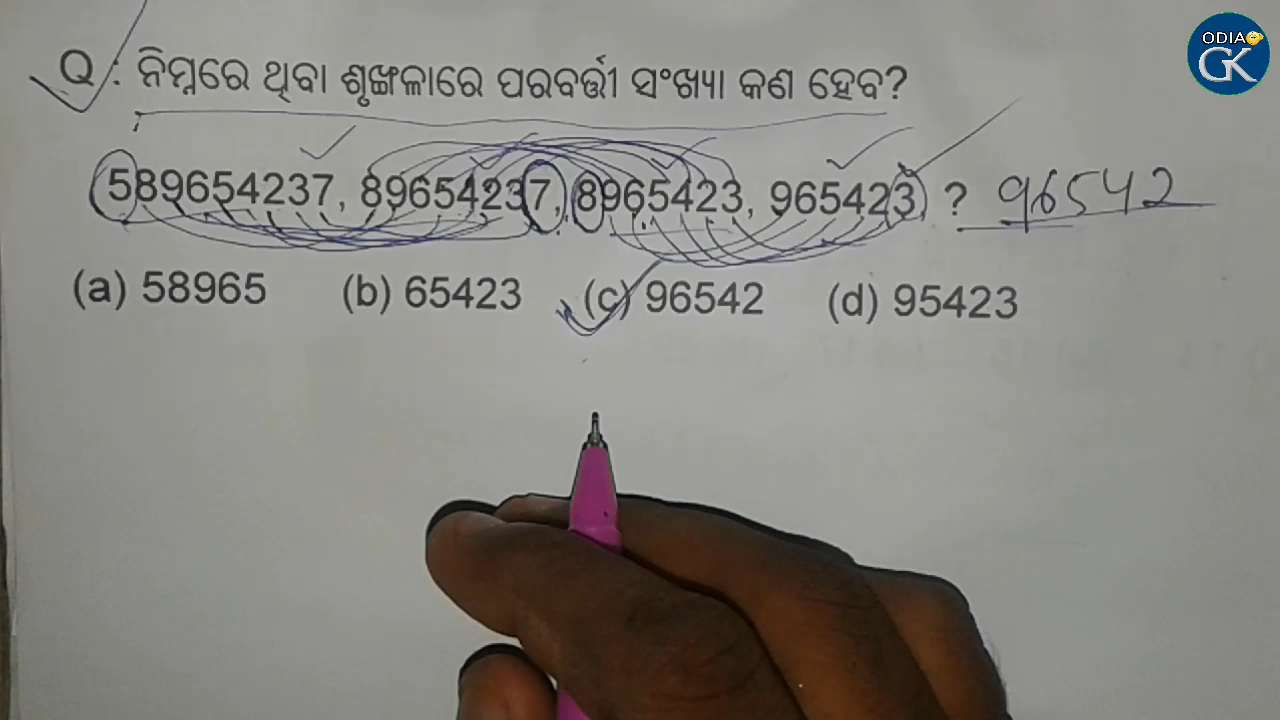 ODIA
GK
Q : ନିମ୍ନରେ ଥିବା ଶୃଙ୍ଖଳାରେ ପରବର୍ତ୍ତୀ ସଂଖ୍ୟା କଣ ହେବ?
589654237, 89654237, 8965423, 965423, ? 96542
(a) 58965 (b) 65423 (c) 96542 (d) 95423